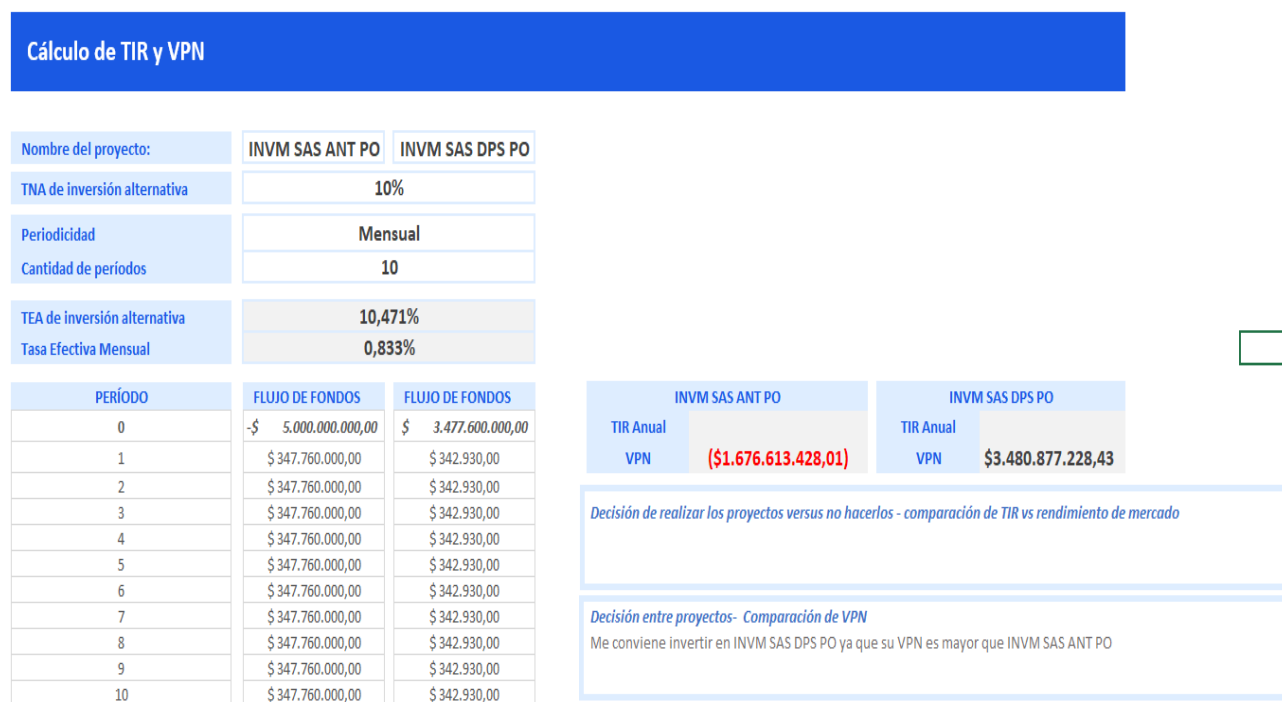 Cálculo de TIR y VPN
Nombre del proyecto: INVM SAS ANT PO INVM SAS DPS PO
TNA de inversión alternativa 10%
Periodicidad Mensual
Cantidad de períodos 10
TEA de inversión alternativa 10,471%
Tasa Efectiva Mensual 0,833%
PERÍODO FLUJO DE FONDOS FLUJO DE FONDOS
0 -$ 5.000.000.000,00 $ 3.477.600.000,00
1 $ 347.760.000,00 $ 342.930,00
2 $ 347.760.000,00 $ 342.930,00
3 $ 347.760.000,00 $ 342.930,00
4 $ 347.760.000,00 $ 342.930,00
5 $ 347.760.000,00 $ 342.930,00
6 $ 347.760.000,00 $ 342.930,00
7 $ 347.760.000,00 $ 342.930,00
8 $ 347.760.000,00 $ 342.930,00
9 $ 347.760.000,00 $ 342.930,00
10 $ 347.760.000,00 $ 342.930,00
INVM SAS ANT PO INVM SAS DPS PO
TIR Anual TIR Anual
VPN ($1.676.613.428,01) VPN $3.480.877.228,43
Decisión de realizar los proyectos versus no hacerlos - comparación de TIR vs rendimiento de mercado
Decisión entre proyectos- Comparación de VPN
Me conviene invertir en INVM SAS DPS PO ya que su VPN es mayor que INVM SAS ANT PO